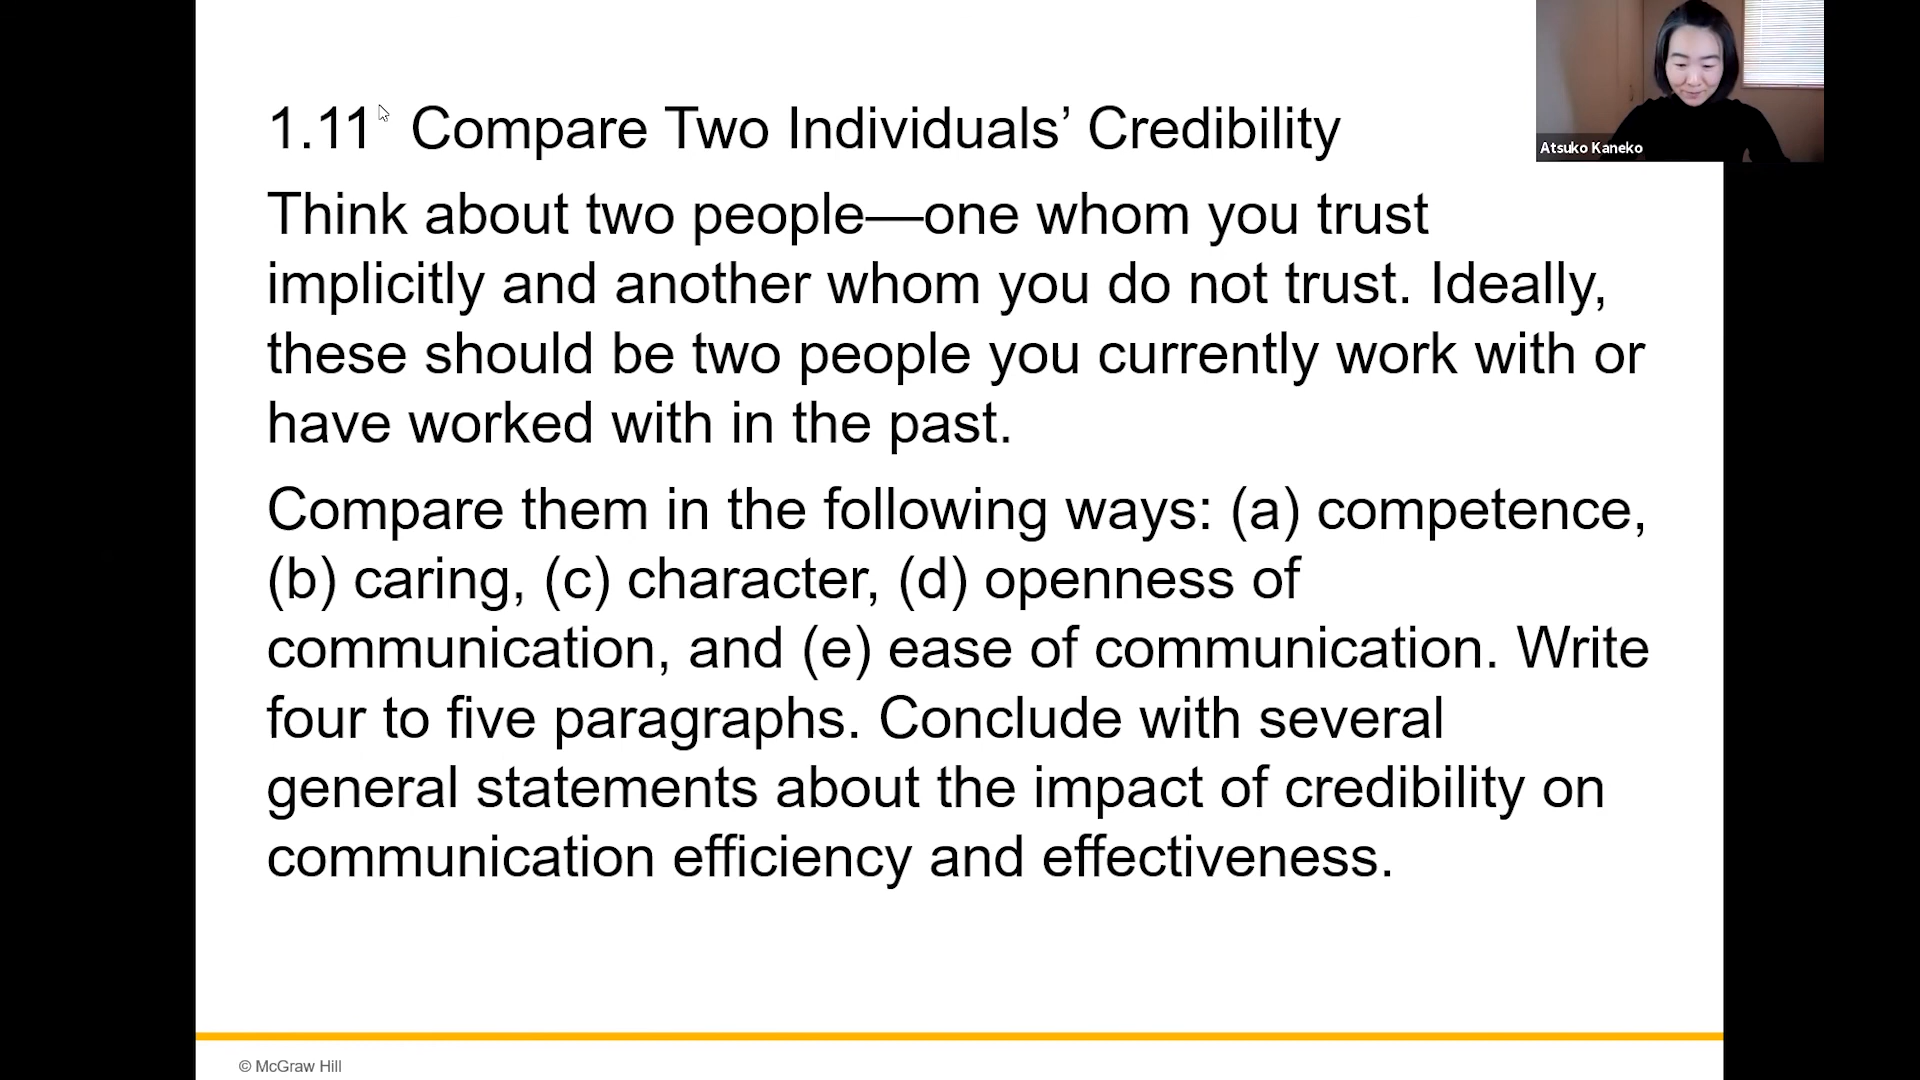 1.11 Compare Two Individuals’ Credibility
Atsuko Kaneko
Think about two people—one whom you trust
implicitly and another whom you do not trust. Ideally,
these should be two people you currently work with or
have worked with in the past.
Compare them in the following ways: (a) competence,
(b) caring, (c) character, (d) openness of
communication, and (e) ease of communication. Write
four to five paragraphs. Conclude with several
general statements about the impact of credibility on
communication efficiency and effectiveness.
© McGraw Hill